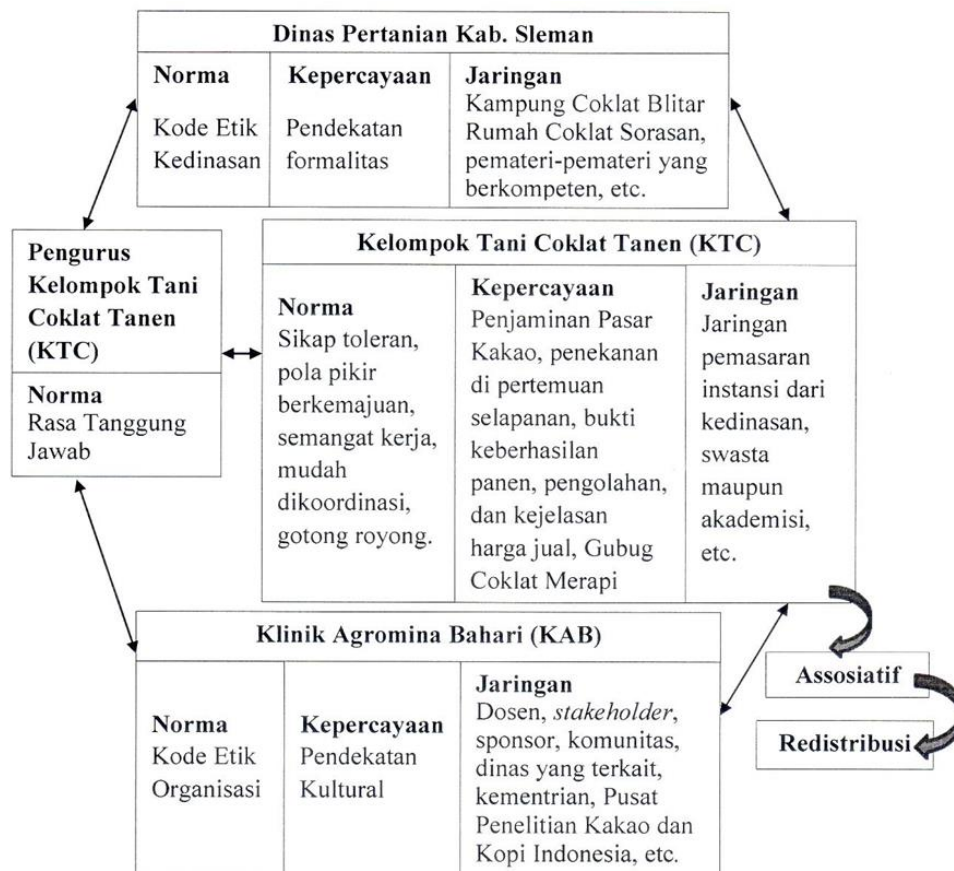 Dinas Pertanian Kab. Sleman
Norma
Kode Etik
Kedinasan
Kepercayaan
Pendekatan
formalitas
Jaringan
Kampung Coklat Blitar
Rumah Coklat Sorasan,
pemateri-pemateri yang
berkompeten, etc.
Pengurus
Kelompok Tani
Coklat Tanen
(KTC)
Norma
Rasa Tanggung
Jawab
Kelompok Tani Coklat Tanen (KTC)
Norma
Sikap toleran,
pola pikir
berkemajuan,
semangat kerja,
mudah
dikoordinasi,
gotong royong.
Kepercayaan
Penjaminan Pasar
Kakao, penekanan
di pertemuan
selapanan, bukti
keberhasilan
panen, pengolahan,
dan kejelasan
harga jual, Gubug
Coklat Merapi
Jaringan
Jaringan
pemasaran
instansi dari
kedinasan,
swasta
maupun
akademisi,
etc.
Klinik Agromina Bahari (KAB)
Norma
Kode Etik
Organisasi
Kepercayaan
Pendekatan
Kultural
Jaringan
Dosen, stakeholder,
sponsor, komunitas,
dinas yang terkait,
kementrian, Pusat
Penelitian Kakao dan
Kopi Indonesia, etc.
Assosiatif
Redistribusi